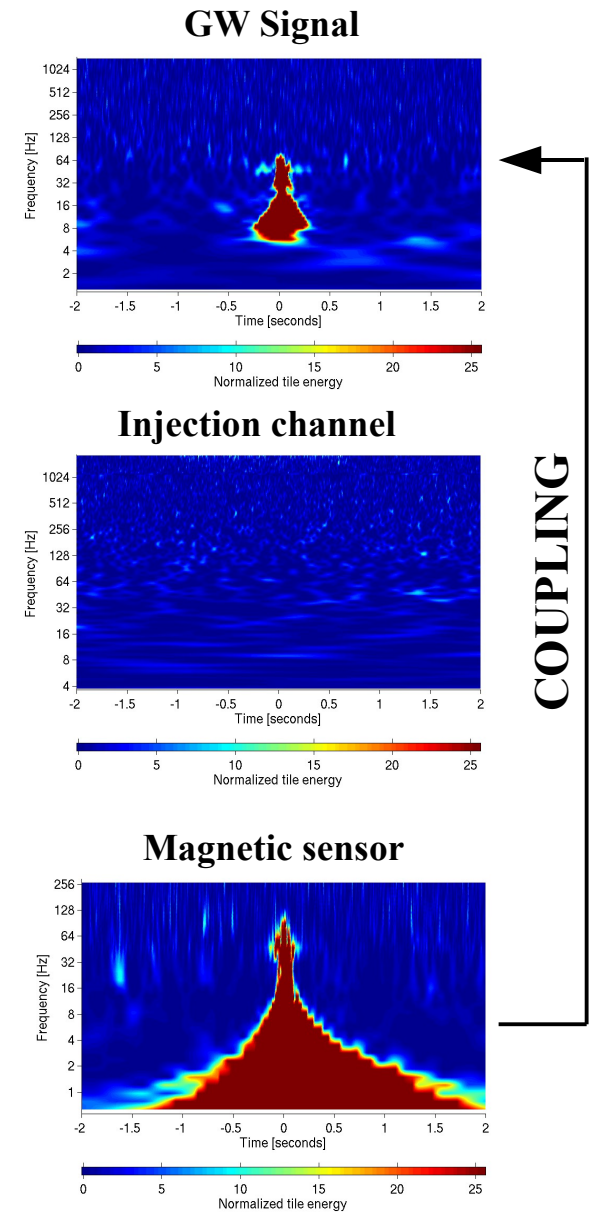 GW Signal
Frequency [Hz]
1024
512
256
128
64
32
16
8
4
2
-2 -1.5 -1 -0.5 0 0.5 1 1.5 2
Time [seconds]
0 5 10 15 20 25
Normalized tile energy
Injection channel
Frequency [Hz]
1024
512
256
128
64
32
16
8
4
-2 -1.5 -1 -0.5 0 0.5 1 1.5 2
Time [seconds]
0 5 10 15 20 25
Normalized tile energy
COUPLING
Magnetic sensor
Frequency [Hz]
256
128
64
32
16
8
4
2
1
-2 -1.5 -1 -0.5 0 0.5 1 1.5 2
Time [seconds]
0 5 10 15 20 25
Normalized tile energy